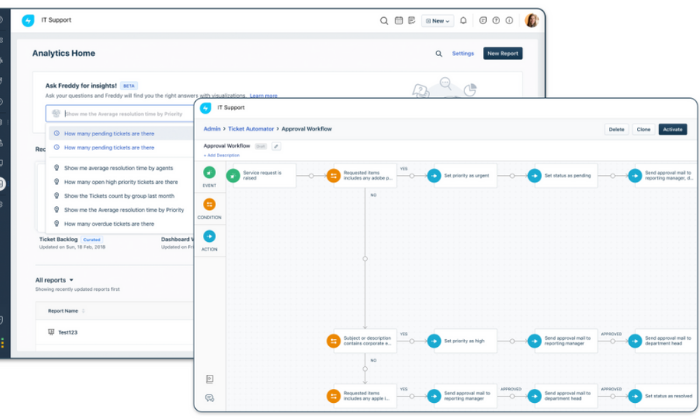 IT Support
New
Analytics Home
Settings
New Report
Ask Freddy for insights! BETA
Ask your questions and Freddy will find you the right answers with visualizations. Learn more
Show me the Average resolution time by Priority
How many pending tickets are there
How many pending tickets are there
Rec
Show me average resolution time by agents
How many open high priority tickets are there
Show the Tickets count by group last month
Show me the Average resolution time by Priority
How many overdue tickets are there
Ticket Backlog Curated
Updated on Sun, 18 Feb, 2018
Dashboard
Updated on
All reports
Showing recently updated reports first
Report Name
Test123
IT Support
Admin > Ticket Automator > Approval Workflow
Delete
Clone
Activate
Approval Workflow Draft
+ Add Description
EVENT
CONDITION
ACTION
Service request is
raised
Requested items
includes any adobe p...
YES
Set priority as urgent
Set status as pending
Send approval mail to
reporting manager, d...
NO
Subject or description
contains corporate e...
YES
Set priority as high
Send approval mail to
reporting manager
APPROVED
Send approval mail to
department head
NO
Requested items
includes any apple i...
YES
Send approval mail to
reporting manager
APPROVED
Send approval mail to
department head
APPROVED
Set status as resolved